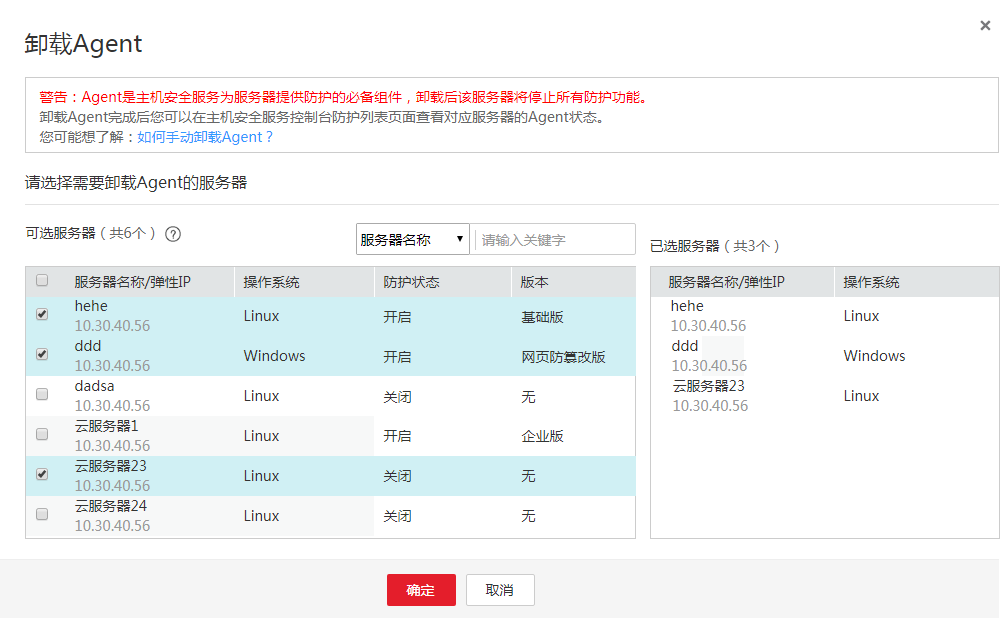 卸载Agent
警告：Agent是主机安全服务为服务器提供防护的必备组件，卸载后该服务器将停止所有防护功能。
卸载Agent完成后您可以在主机安全服务控制台防护列表页面查看对应服务器的Agent状态。
您可能想了解：如何手动卸载Agent？
请选择需要卸载Agent的服务器
可选服务器（共6个） ? 服务器名称 请输入关键字
服务器名称/弹性IP 操作系统 防护状态 版本
hehe
10.30.40.56 Linux 开启 基础版
ddd
10.30.40.56 Windows 开启 网页防篡改版
dadsa
10.30.40.56 Linux 关闭 无
云服务器1
10.30.40.56 Linux 开启 企业版
云服务器23
10.30.40.56 Linux 关闭 无
云服务器24
10.30.40.56 Linux 关闭 无
已选服务器（共3个）
服务器名称/弹性IP 操作系统
hehe
10.30.40.56 Linux
ddd
10.30.40.56 Windows
云服务器23
10.30.40.56 Linux
确定 取消